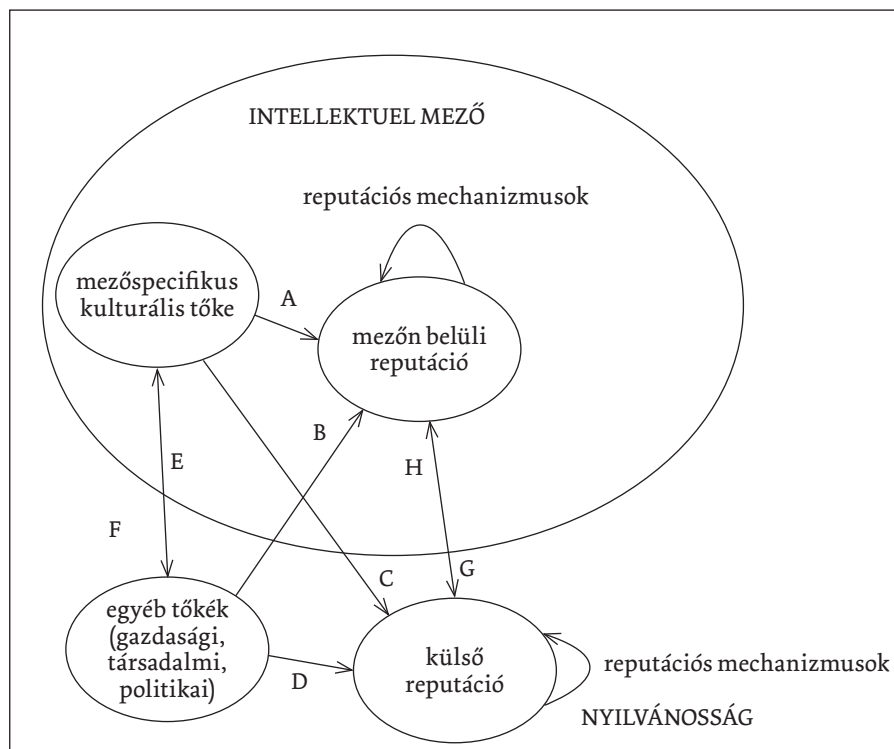 INTELLEKTUEL MEZŐ
reputációs mechanizmusok
mezőspecifikus
kulturális tőke
A
mezőn belüli
reputáció
B
E
H
F
C
G
egyéb tőkék
(gazdasági,
társadalmi,
politikai)
D
külső
reputáció
reputációs mechanizmusok
NYILVÁNOSSÁG